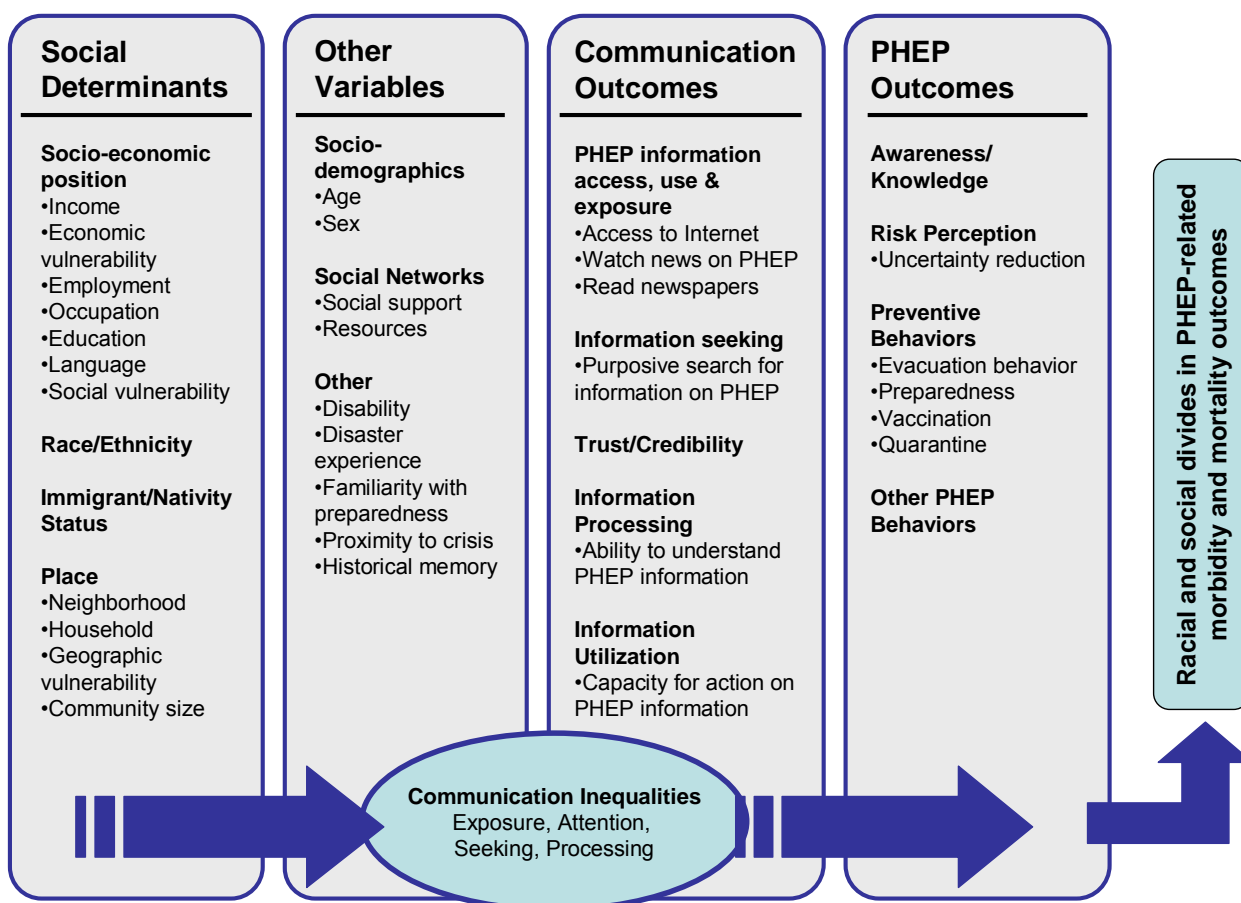 Social
Determinants
Socio-economic
position
•Income
•Economic
vulnerability
•Employment
•Occupation
•Education
•Language
•Social vulnerability
Race/Ethnicity
Immigrant/Nativity
Status
Place
•Neighborhood
•Household
•Geographic
vulnerability
•Community size
Other
Variables
Socio-
demographics
•Age
•Sex
Social Networks
•Social support
•Resources
Other
•Disability
•Disaster
experience
•Familiarity with
preparedness
•Proximity to crisis
•Historical memory
Communication
Outcomes
PHEP information
access, use &
exposure
•Access to Internet
•Watch news on PHEP
•Read newspapers
Information seeking
•Purposive search for
information on PHEP
Trust/Credibility
Information
Processing
•Ability to understand
PHEP information
Information
Utilization
•Capacity for action on
PHEP information
PHEP
Outcomes
Awareness/
Knowledge
Risk Perception
•Uncertainty reduction
Preventive
Behaviors
•Evacuation behavior
•Preparedness
•Vaccination
•Quarantine
Other PHEP
Behaviors
Communication Inequalities
Exposure, Attention,
Seeking, Processing
Racial and social divides in PHEP-related
morbidity and mortality outcomes